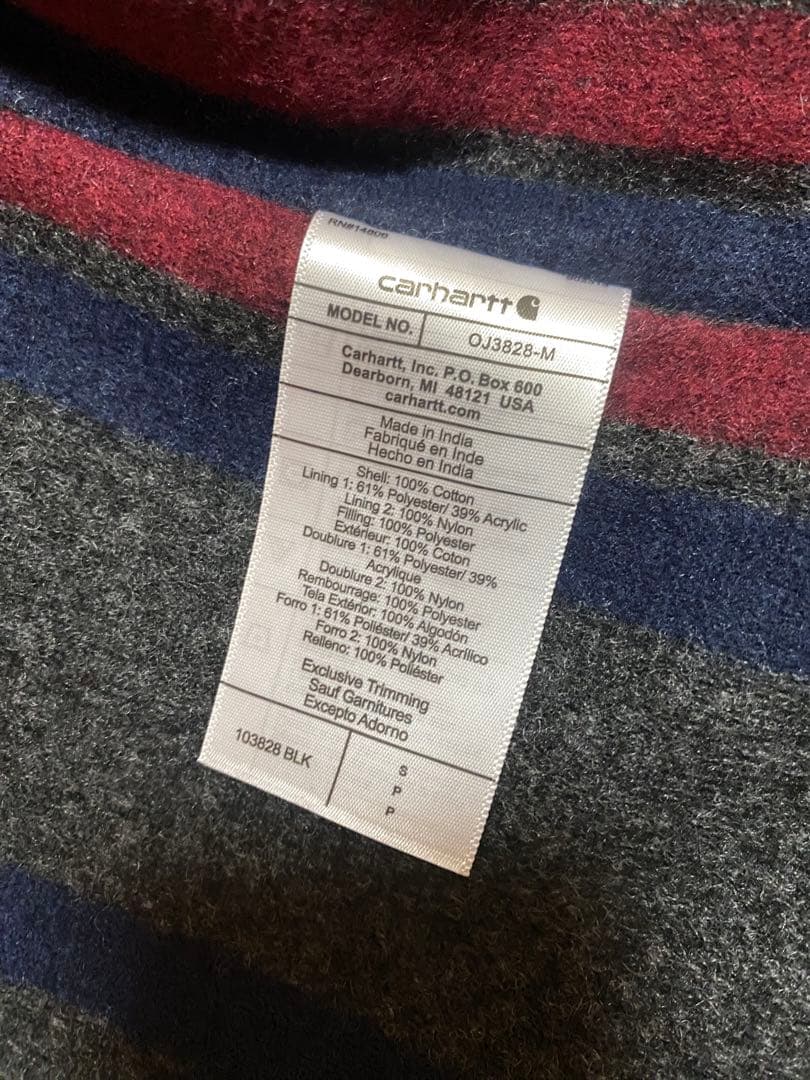 RN#14806
carhartt
MODEL NO. OJ3828-M
Carhartt, Inc. P.O. Box 600
Dearborn, MI 48121 USA
carhartt.com
Made in India
Fabriqué en Inde
Hecho en India
Shell: 100% Cotton
Lining 1: 61% Polyester/ 39% Acrylic
Lining 2: 100% Nylon
Filling: 100% Polyester
Extérieur: 100% Coton
Doublure 1: 61% Polyester/ 39%
Acrylique
Doublure 2: 100% Nylon
Rembourrage: 100% Polyester
Tela Extérior: 100% Algodón
Forro 1: 61% Poliéster/ 39% Acrílico
Forro 2: 100% Nylon
Relleno: 100% Poliéster
Exclusive Trimming
Sauf Garnitures
Excepto Adorno
103828 BLK
S
P
P